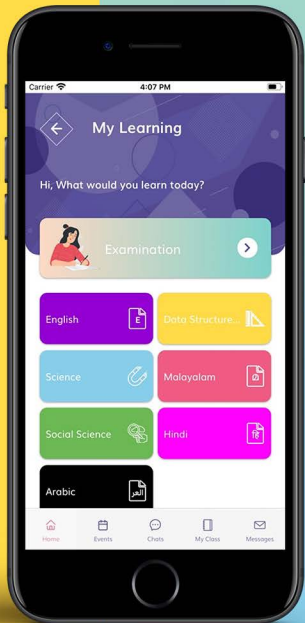 Carrier 4:07 PM
My Learning
Hi, What would you learn today?
Examination
English E
Data Structure...
Science
Malayalam മ
Social Science
Hindi हिं
Arabic العر
Home Events Chats My Class Messages